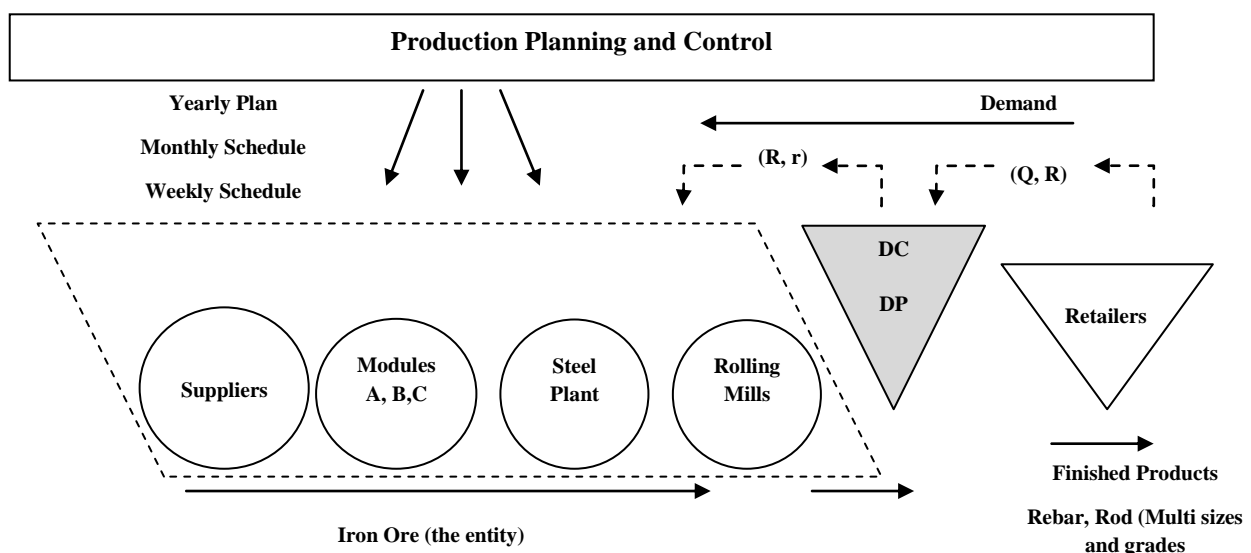 Production Planning and Control
Yearly Plan
Monthly Schedule
Weekly Schedule
Demand
(R, r)
(Q, R)
DC
DP
Retailers
Suppliers
Modules
A, B,C
Steel
Plant
Rolling
Mills
Iron Ore (the entity)
Finished Products
Rebar, Rod (Multi sizes
and grades